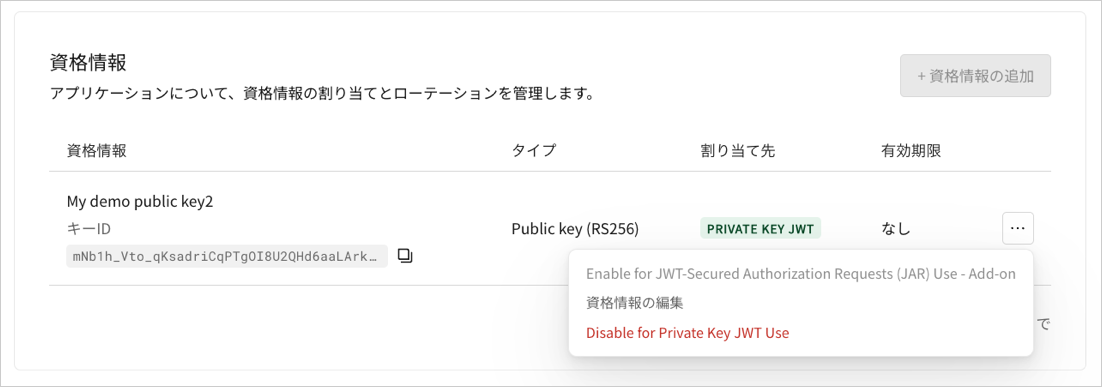 資格情報
アプリケーションについて、資格情報の割り当てとローテーションを管理します。
+ 資格情報の追加
資格情報 タイプ 割り当て先 有効期限
My demo public key2
キーID
mNb1h_Vto_qKsadriCqPTgOI8U2QHd6aaLArk…
Public key (RS256)
PRIVATE KEY JWT
なし
Enable for JWT-Secured Authorization Requests (JAR) Use - Add-on
資格情報の編集
Disable for Private Key JWT Use
で